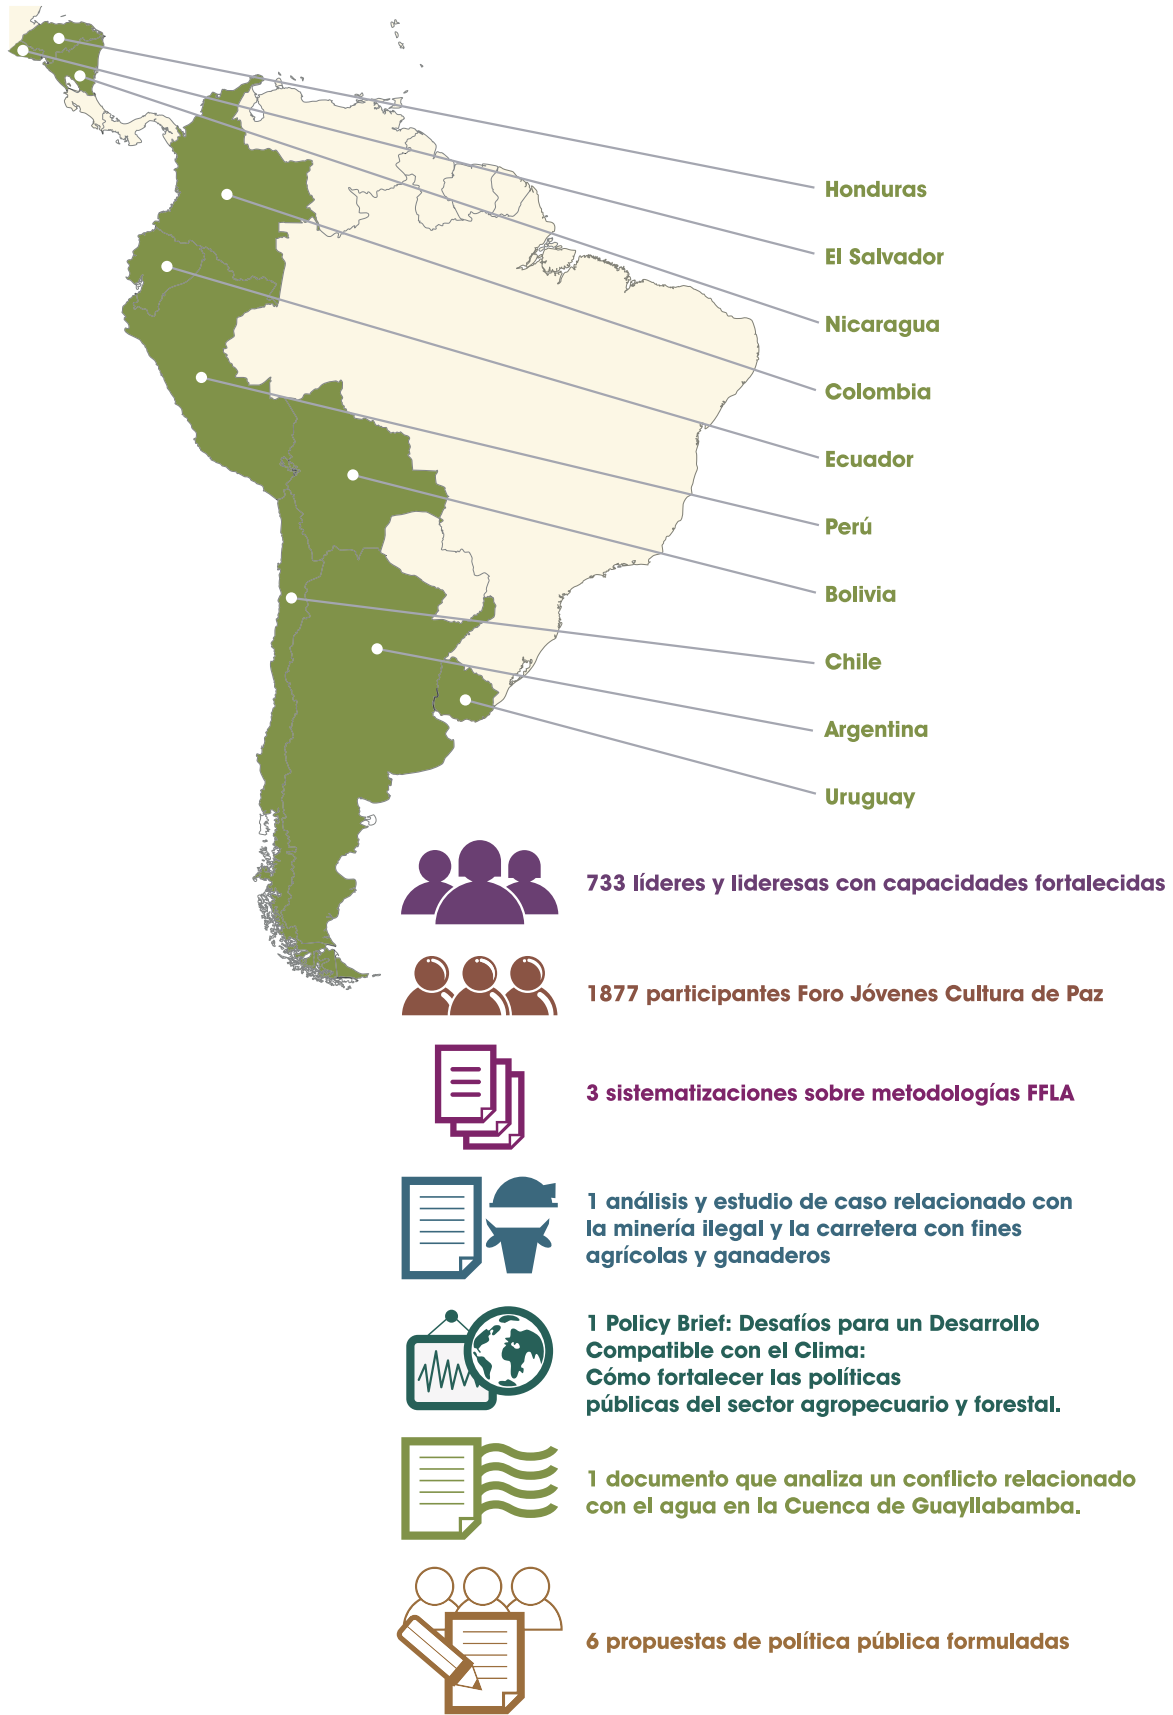 Honduras
El Salvador
Nicaragua
Colombia
Ecuador
Perú
Bolivia
Chile
Argentina
Uruguay
733 líderes y lideresas con capacidades fortalecidas
1877 participantes Foro Jóvenes Cultura de Paz
3 sistematizaciones sobre metodologías FFLA
1 análisis y estudio de caso relacionado con
la minería ilegal y la carretera con fines
agrícolas y ganaderos
1 Policy Brief: Desafíos para un Desarrollo
Compatible con el Clima:
Cómo fortalecer las políticas
públicas del sector agropecuario y forestal.
1 documento que analiza un conflicto relacionado
con el agua en la Cuenca de Guayllabamba.
6 propuestas de política pública formuladas